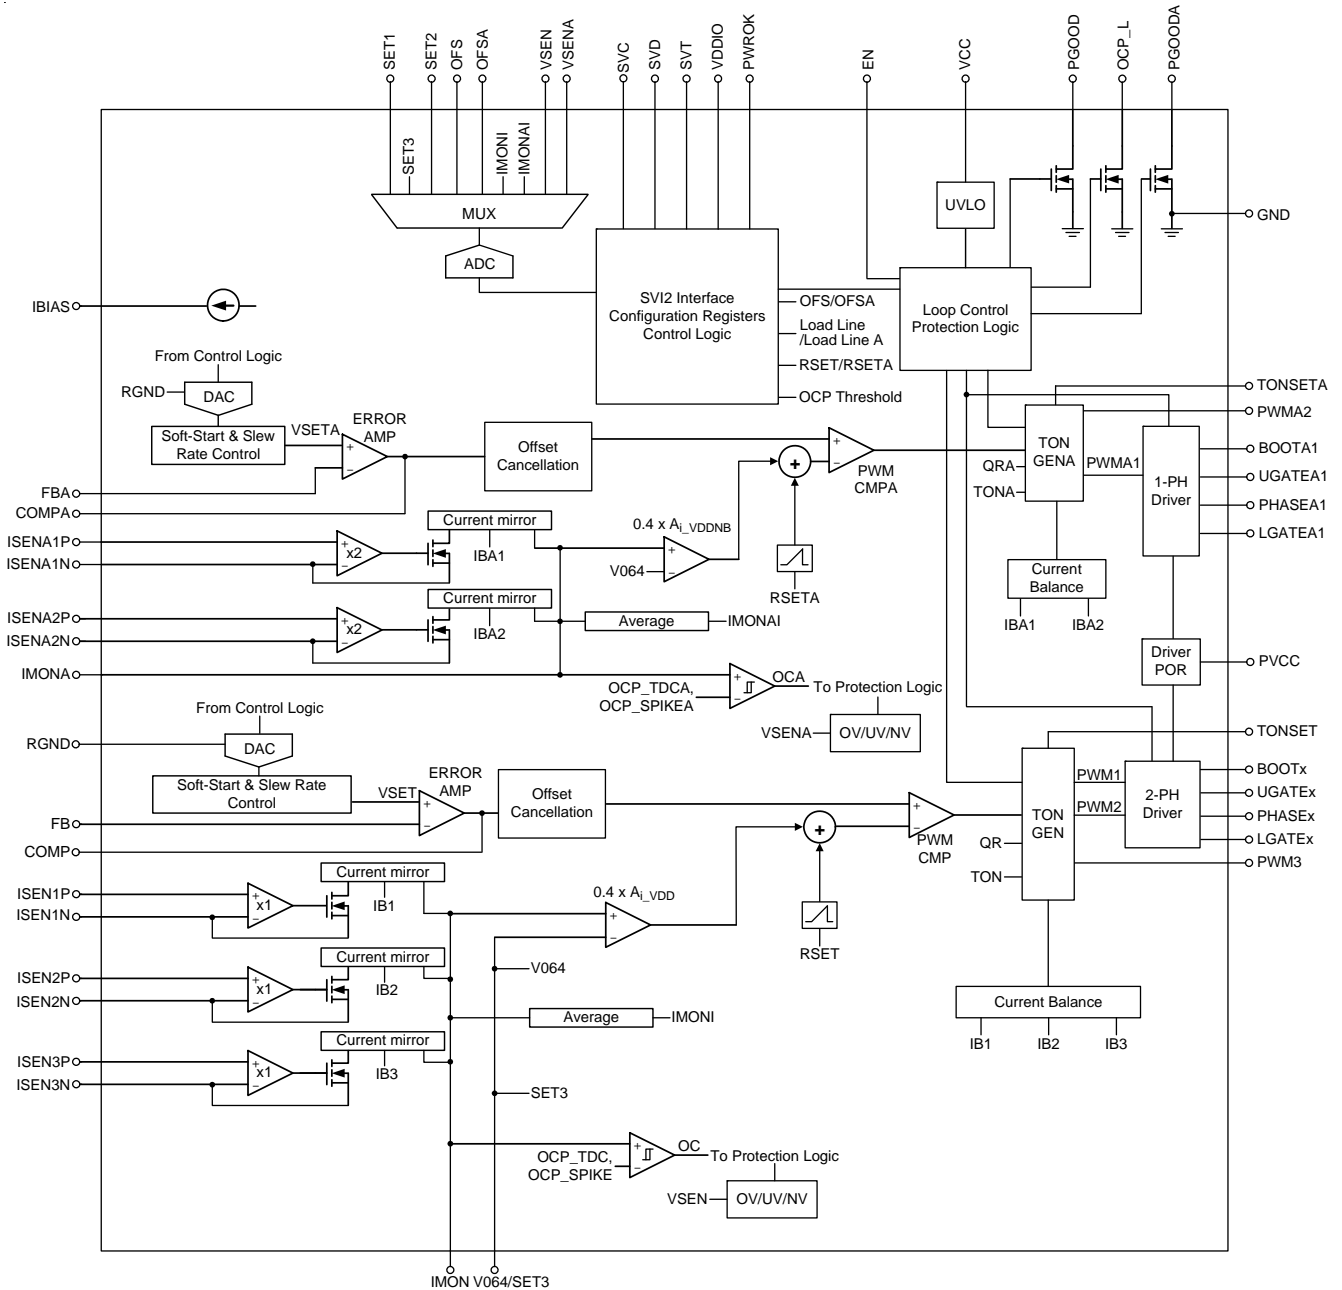 SET1
SET2
OFS
OFSA
VSEN
VSENA
SVC
SVD
SVT
VDDIO
PWROK
EN
VCC
PGOOD
OCP_L
PGOODA
SET3
IMONI
IMONAI
MUX
ADC
UVLO
GND
IBIAS
SVI2 Interface
Configuration Registers
Control Logic
OFS/OFSA
Load Line
/Load Line A
RSET/RSETA
OCP Threshold
Loop Control
Protection Logic
From Control Logic
RGND
DAC
Soft-Start & Slew
Rate Control
VSETA
ERROR
AMP
+
−
Offset
Cancellation
+
−
PWM
CMPA
+
TON
GENA
QRA
TONA
PWMA1
1-PH
Driver
TONSETA
PWMA2
BOOTA1
UGATEA1
PHASEA1
LGATEA1
FBA
COMPA
ISENA1P
ISENA1N
+
−
x2
Current mirror
IBA1
0.4 x Ai_VDDNB
+
−
V064
RSETA
Current
Balance
IBA1
IBA2
ISENA2P
ISENA2N
+
−
x2
Current mirror
IBA2
Average
IMONAI
Driver
POR
PVCC
IMONA
OCP_TDCA,
OCP_SPIKEA
+
−
OCA
To Protection Logic
VSENA
OV/UV/NV
From Control Logic
RGND
DAC
Soft-Start & Slew Rate
Control
VSET
ERROR
AMP
+
−
Offset
Cancellation
+
−
PWM
CMP
+
TON
GEN
QR
TON
PWM1
PWM2
2-PH
Driver
TONSET
BOOTx
UGATEx
PHASEx
LGATEx
PWM3
FB
COMP
ISEN1P
ISEN1N
+
−
x1
Current mirror
IB1
0.4 x Ai_VDD
+
−
RSET
V064
ISEN2P
ISEN2N
+
−
x1
Current mirror
IB2
Average
IMONI
Current Balance
IB1
IB2
IB3
ISEN3P
ISEN3N
+
−
x1
Current mirror
IB3
SET3
OCP_TDC,
OCP_SPIKE
+
−
OC
To Protection Logic
VSEN
OV/UV/NV
IMON
V064/SET3